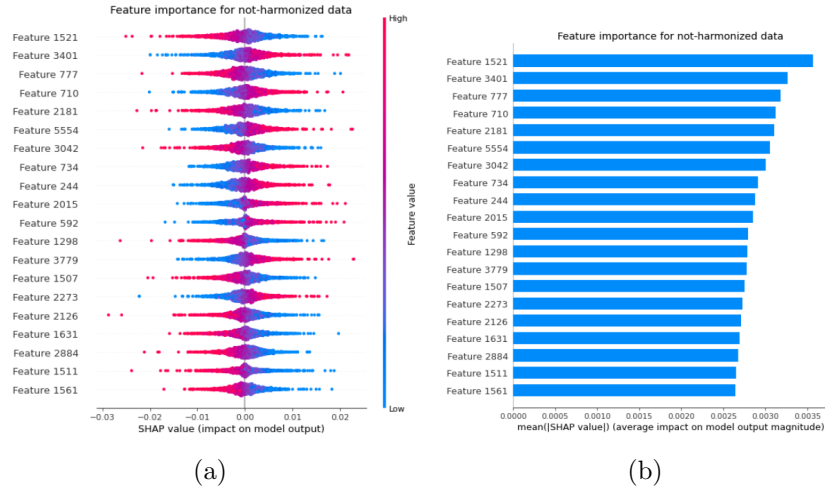 Feature importance for not-harmonized data
High
Feature 1521
Feature 3401
Feature 777
Feature 710
Feature 2181
Feature 5554
Feature 3042
Feature 734
Feature 244
Feature 2015
Feature 592
Feature 1298
Feature 3779
Feature 1507
Feature 2273
Feature 2126
Feature 1631
Feature 2884
Feature 1511
Feature 1561
Feature value
Low
−0.03 −0.02 −0.01 0.00 0.01 0.02
SHAP value (impact on model output)
(a)
Feature importance for not-harmonized data
Feature 1521
Feature 3401
Feature 777
Feature 710
Feature 2181
Feature 5554
Feature 3042
Feature 734
Feature 244
Feature 2015
Feature 592
Feature 1298
Feature 3779
Feature 1507
Feature 2273
Feature 2126
Feature 1631
Feature 2884
Feature 1511
Feature 1561
0.0000 0.0005 0.0010 0.0015 0.0020 0.0025 0.0030 0.0035
mean(|SHAP value|) (average impact on model output magnitude)
(b)